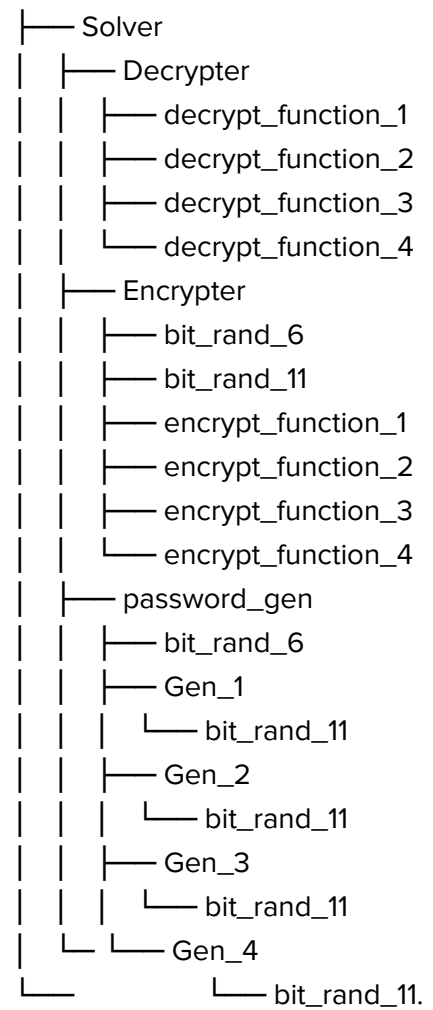 ├── Solver
│ ├── Decrypter
│ │ ├── decrypt_function_1
│ │ ├── decrypt_function_2
│ │ ├── decrypt_function_3
│ │ └── decrypt_function_4
│ ├── Encrypter
│ │ ├── bit_rand_6
│ │ ├── bit_rand_11
│ │ ├── encrypt_function_1
│ │ ├── encrypt_function_2
│ │ ├── encrypt_function_3
│ │ └── encrypt_function_4
│ ├── password_gen
│ │ ├── bit_rand_6
│ │ ├── Gen_1
│ │ │ └── bit_rand_11
│ │ ├── Gen_2
│ │ │ └── bit_rand_11
│ │ ├── Gen_3
│ │ │ └── bit_rand_11
│ └─ └── Gen_4
└── └── bit_rand_11.